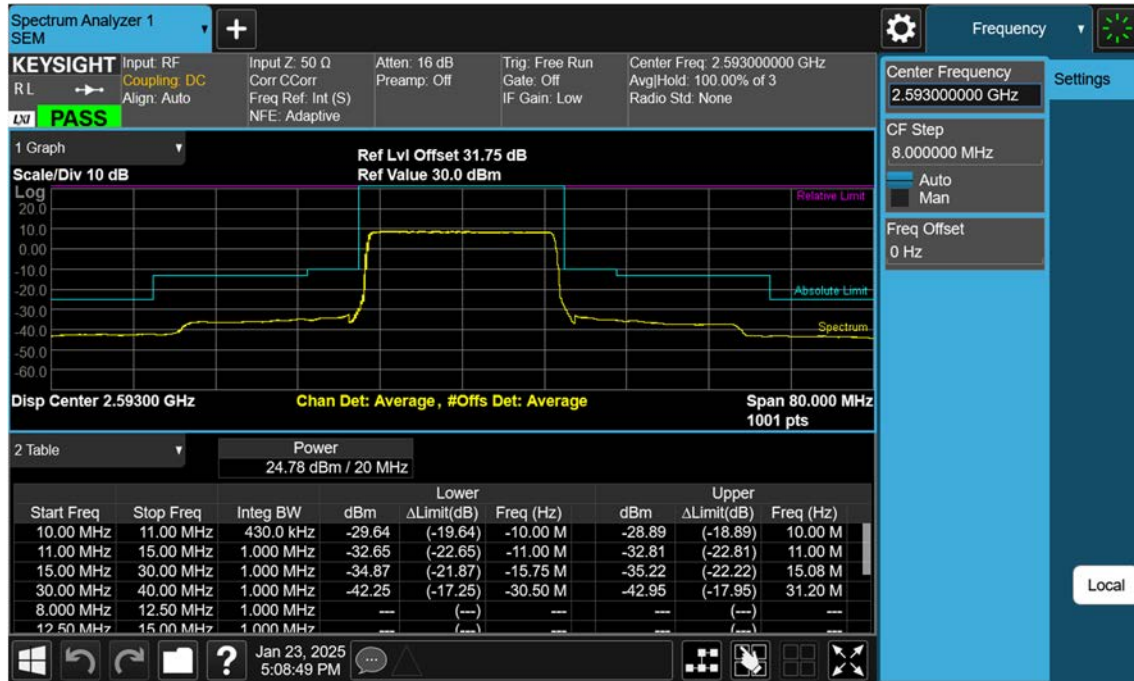 Spectrum Analyzer 1
SEM
+
Frequency
KEYSIGHT
RL
LXI
PASS
Input: RF
Coupling: DC
Align: Auto
Input Z: 50 Ω
Corr CCorr
Freq Ref: Int (S)
NFE: Adaptive
Atten: 16 dB
Preamp: Off
Trig: Free Run
Gate: Off
IF Gain: Low
Center Freq: 2.593000000 GHz
Avg|Hold: 100.00% of 3
Radio Std: None
Center Frequency
2.593000000 GHz
Settings
CF Step
8.000000 MHz
Auto
Man
Freq Offset
0 Hz
1 Graph
Scale/Div 10 dB
Ref Lvl Offset 31.75 dB
Ref Value 30.0 dBm
Log
20.0
10.0
0.00
-10.0
-20.0
-30.0
-40.0
-50.0
-60.0
Relative Limit
Absolute Limit
Spectrum
Disp Center 2.59300 GHz
Chan Det: Average, #Offs Det: Average
Span 80.000 MHz
1001 pts
2 Table
Power
24.78 dBm / 20 MHz
Lower Upper
Start Freq Stop Freq Integ BW dBm ΔLimit(dB) Freq (Hz) dBm ΔLimit(dB) Freq (Hz)
10.00 MHz 11.00 MHz 430.0 kHz -29.64 (-19.64) -10.00 M -28.89 (-18.89) 10.00 M
11.00 MHz 15.00 MHz 1.000 MHz -32.65 (-22.65) -11.00 M -32.81 (-22.81) 11.00 M
15.00 MHz 30.00 MHz 1.000 MHz -34.87 (-21.87) -15.75 M -35.22 (-22.22) 15.08 M
30.00 MHz 40.00 MHz 1.000 MHz -42.25 (-17.25) -30.50 M -42.95 (-17.95) 31.20 M
8.000 MHz 12.50 MHz 1.000 MHz --- (---) --- --- (---) ---
12.50 MHz 15.00 MHz 1.000 MHz --- (---) --- --- (---) ---
Local
?
Jan 23, 2025
5:08:49 PM